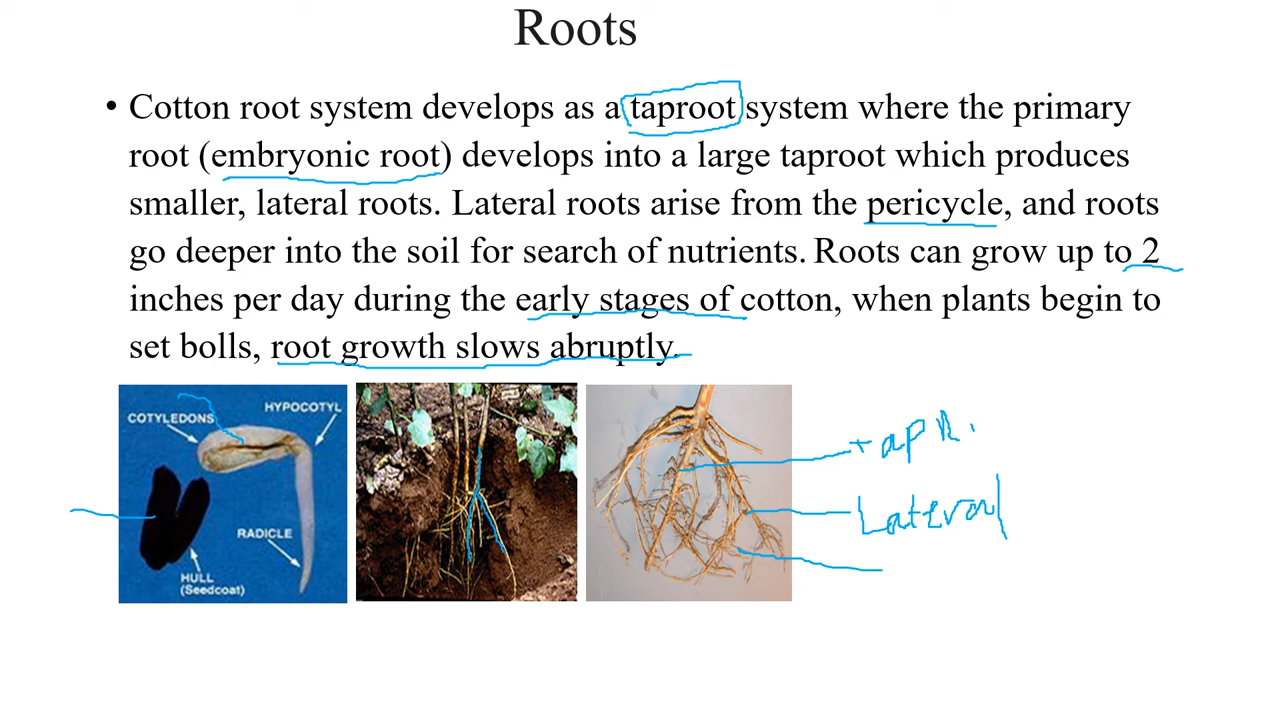 Roots
• Cotton root system develops as a taproot system where the primary
root (embryonic root) develops into a large taproot which produces
smaller, lateral roots. Lateral roots arise from the pericycle, and roots
go deeper into the soil for search of nutrients. Roots can grow up to 2
inches per day during the early stages of cotton, when plants begin to
set bolls, root growth slows abruptly.
COTYLEDONS
HYPOCOTYL
RADICLE
HULL
(Seedcoat)
tap R.
Lateral